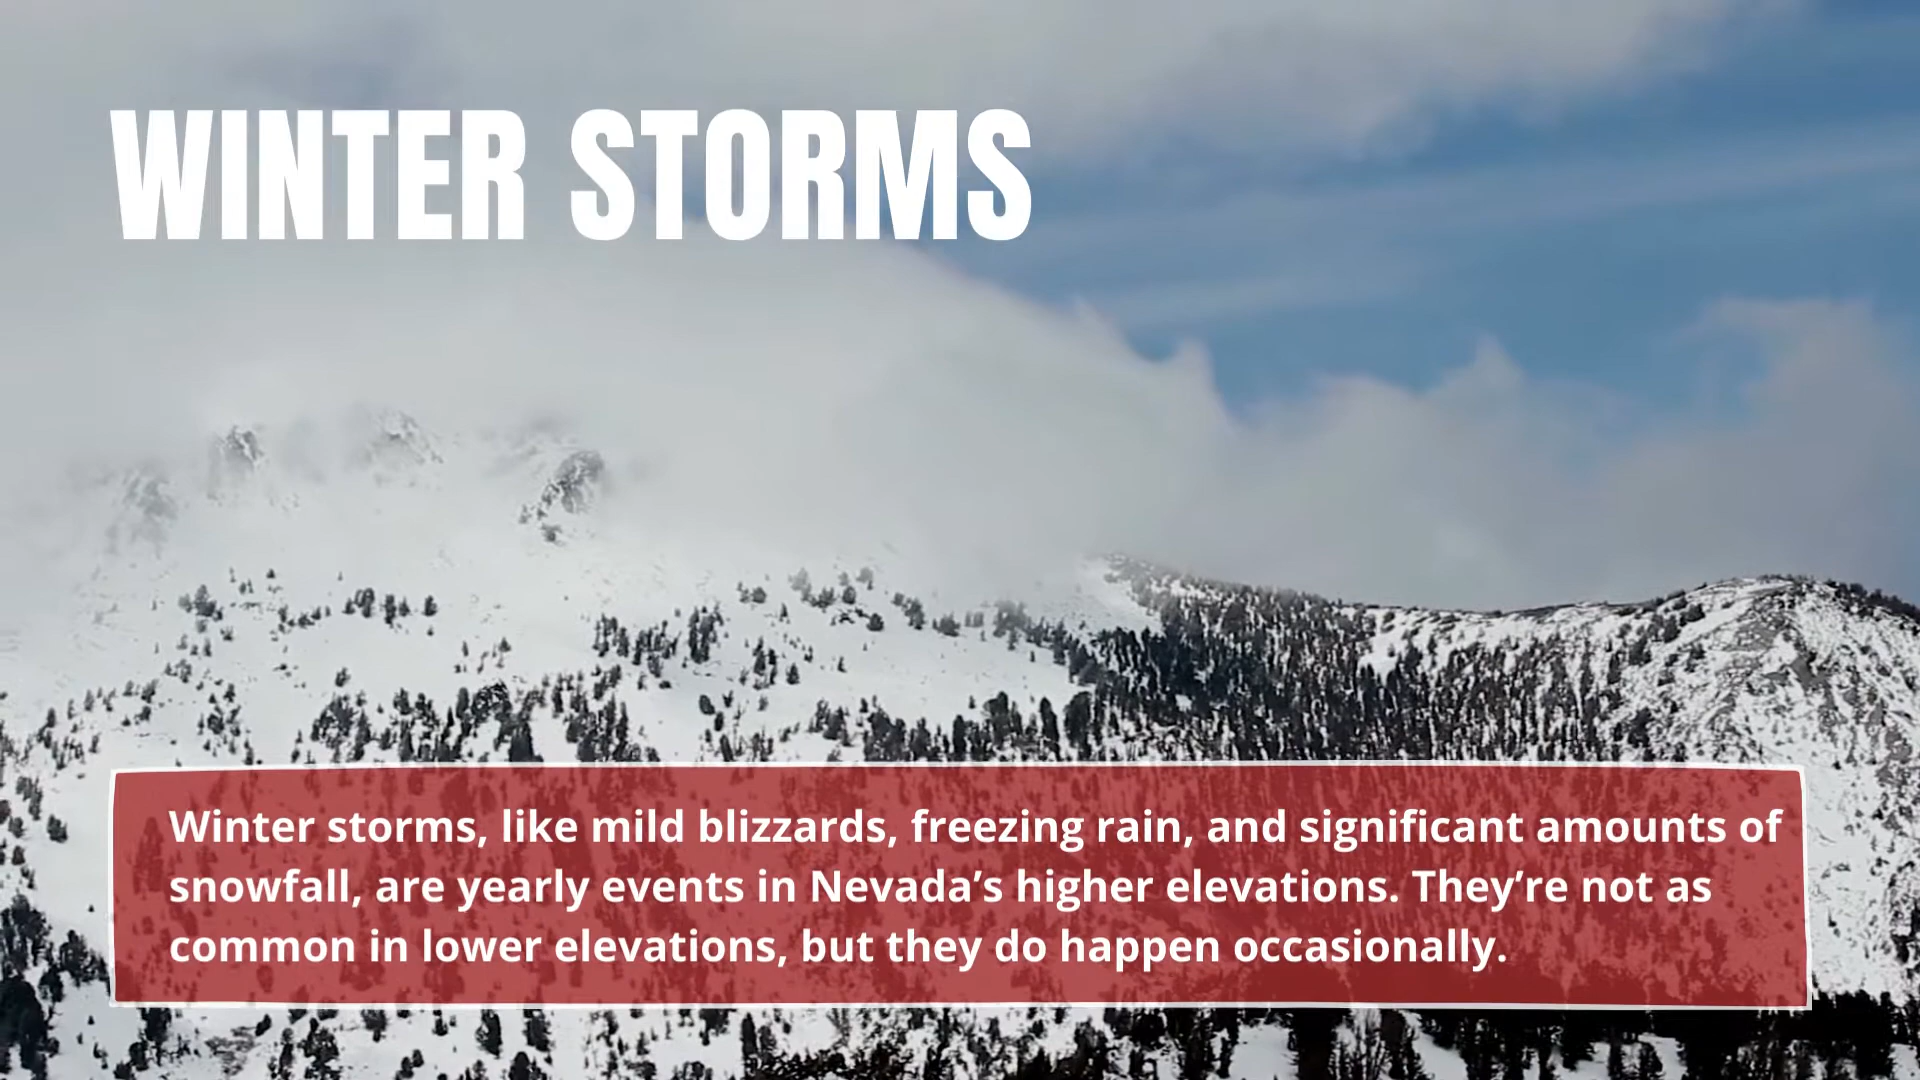 WINTER STORMS
Winter storms, like mild blizzards, freezing rain, and significant amounts of
snowfall, are yearly events in Nevada’s higher elevations. They’re not as
common in lower elevations, but they do happen occasionally.